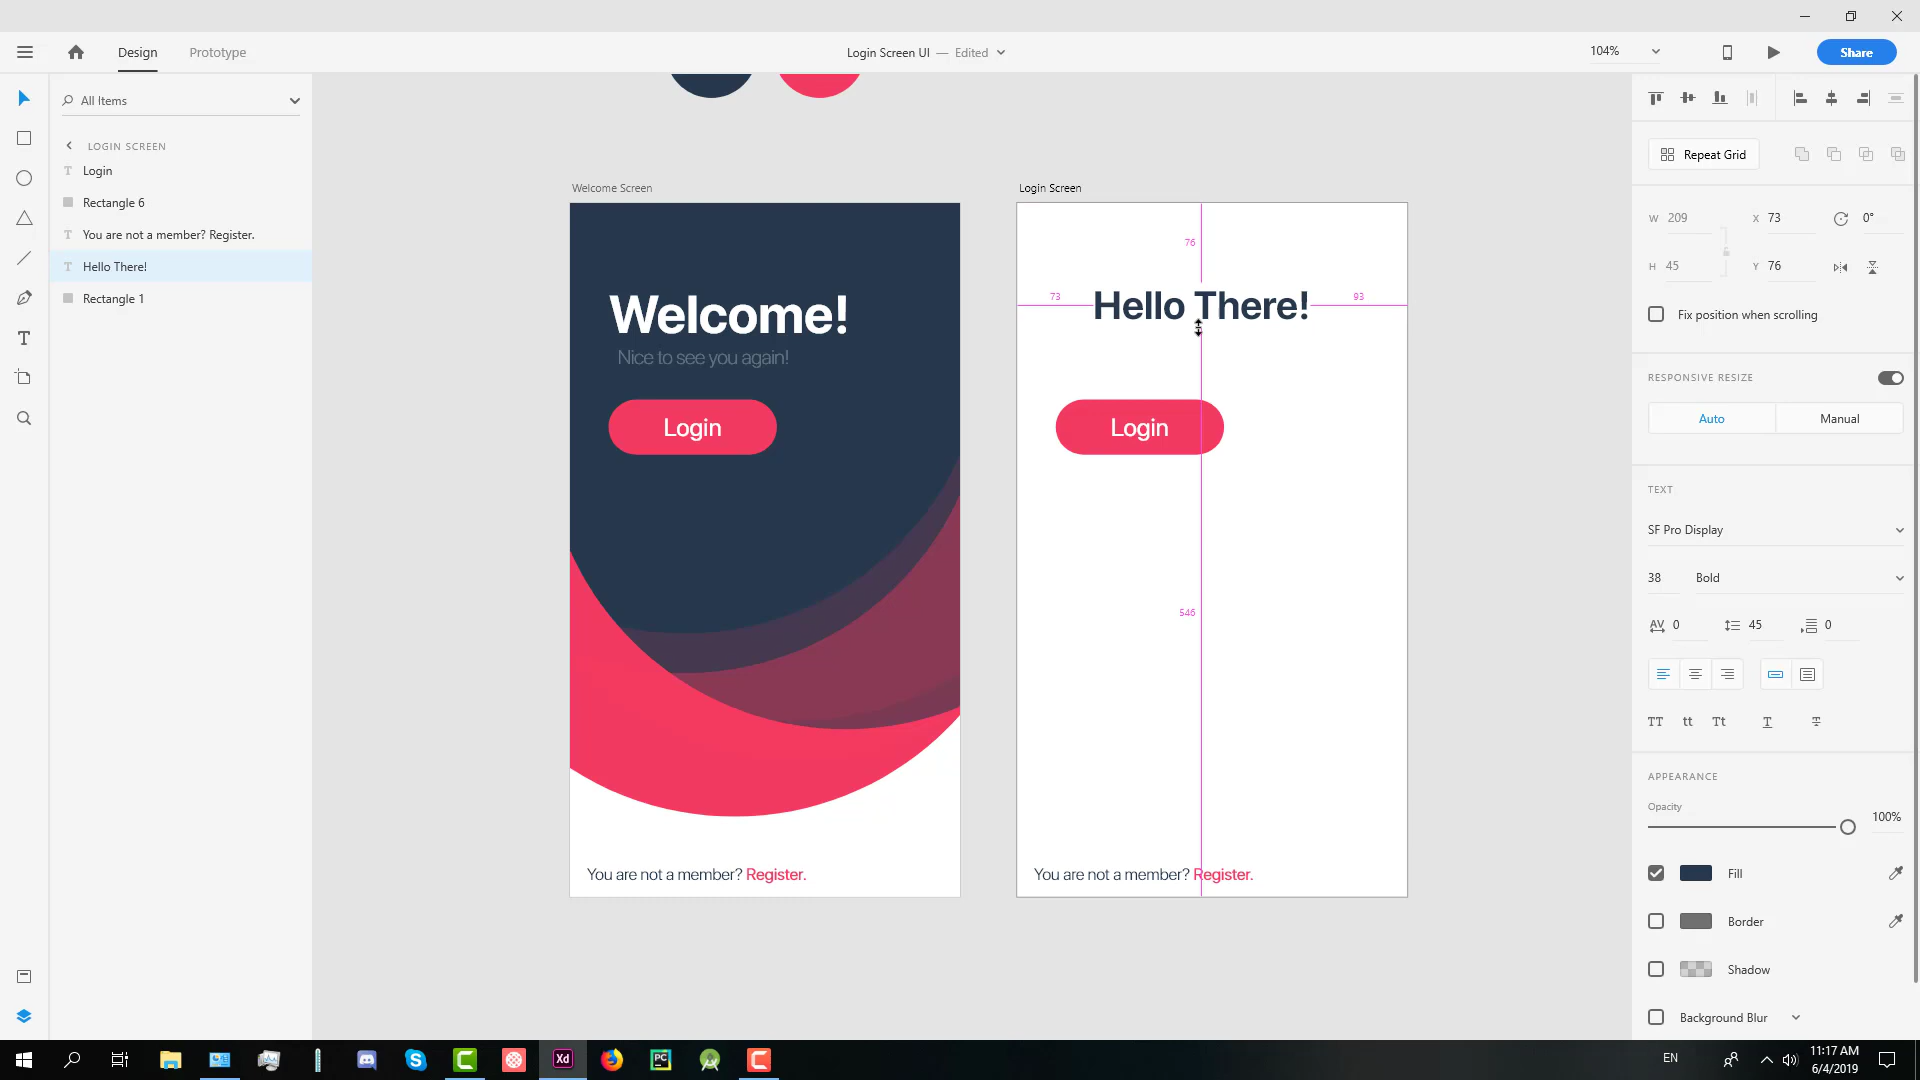 Design
Prototype
Login Screen UI — Edited
104%
Share
All Items
LOGIN SCREEN
Login
Rectangle 6
You are not a member? Register.
Hello There!
Rectangle 1
Welcome Screen
Welcome!
Nice to see you again!
Login
You are not a member? Register.
Login Screen
76
73
Hello There!
93
Login
546
You are not a member? Register.
Repeat Grid
W 209
X 73
0°
H 45
Y 76
Fix position when scrolling
RESPONSIVE RESIZE
Auto
Manual
TEXT
SF Pro Display
38
Bold
AV 0
45
0
TT tt Tt T T
APPEARANCE
Opacity
100%
Fill
Border
Shadow
Background Blur
Xd
PC
EN
11:17 AM
6/4/2019